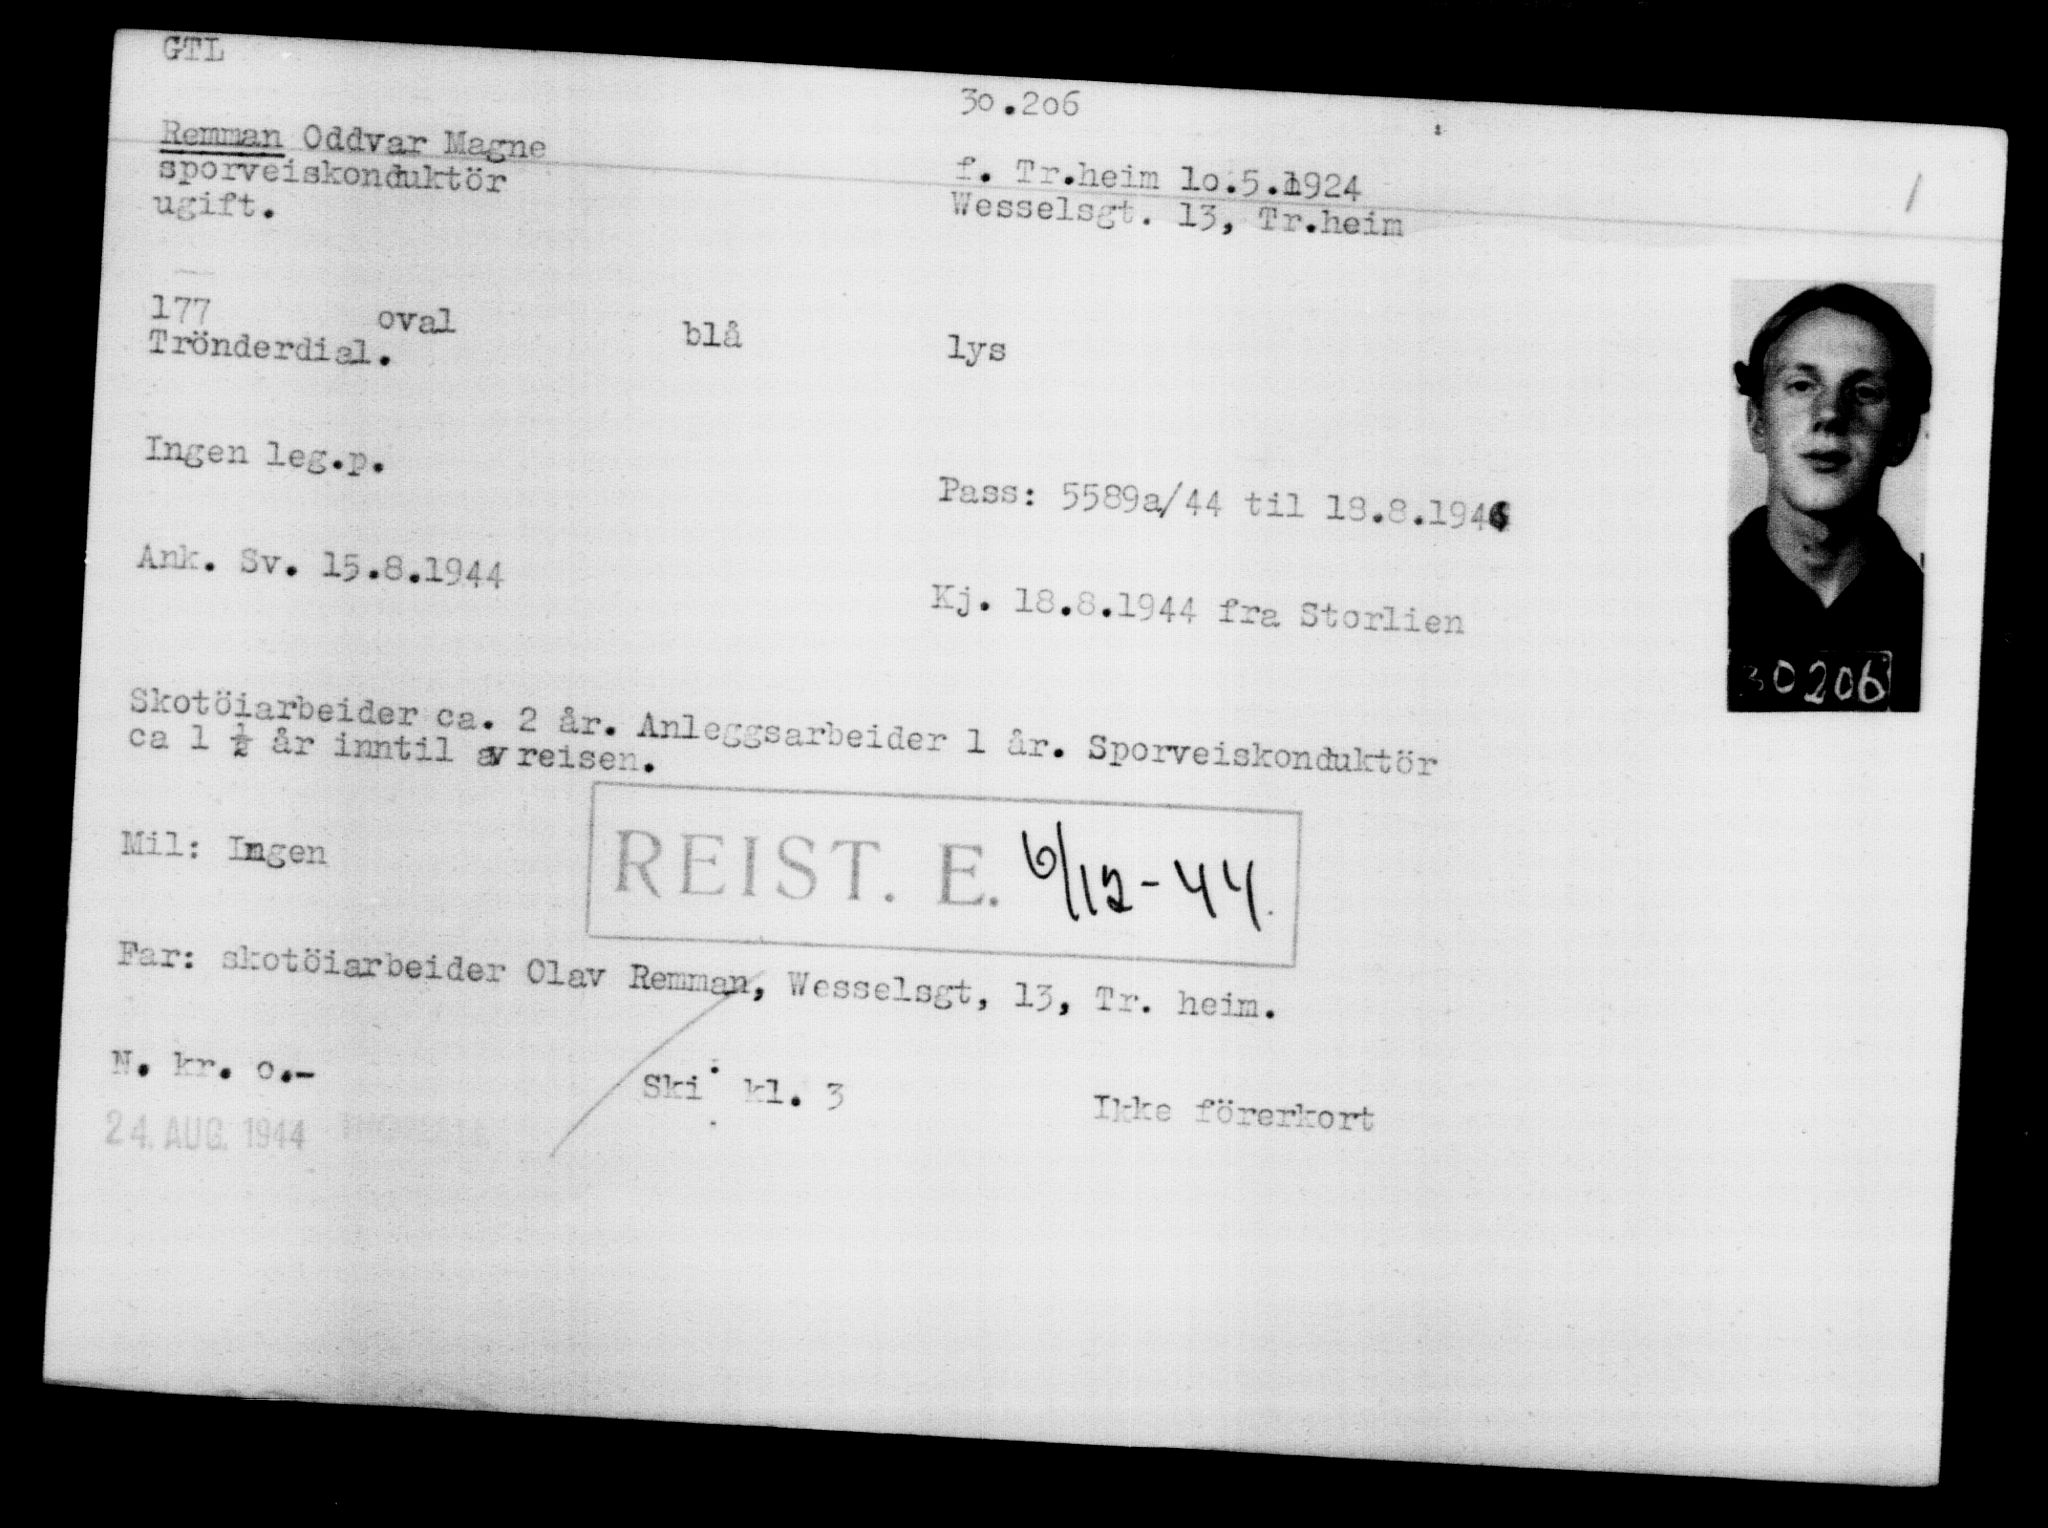 GTL
30.206
Remman Oddvar Magne
f. Tr.heim lo.5.1924
sporveiskonduktör
Wesselsgt. 13, Tr.heim
ugift.
177 oval blå lys
Trönderdial.
Ingen leg.p.
Pass: 5589a/44 til 18.8.1946
Ank. Sv. 15.8.1944
Kj. 18.8.1944 fra Storlien
30206
Skotöiarbeider ca. 2 år. Anleggsarbeider 1 år. Sporveiskonduktör
ca 1 ½ år inntil avreisen.
Mil: Ingen
REIST. E. 6/12-44.
Far: skotöiarbeider Olav Remman, Wesselsgt, 13, Tr. heim.
N. kr. o.-
Ski kl. 3
Ikke förerkort
24. AUG. 1944